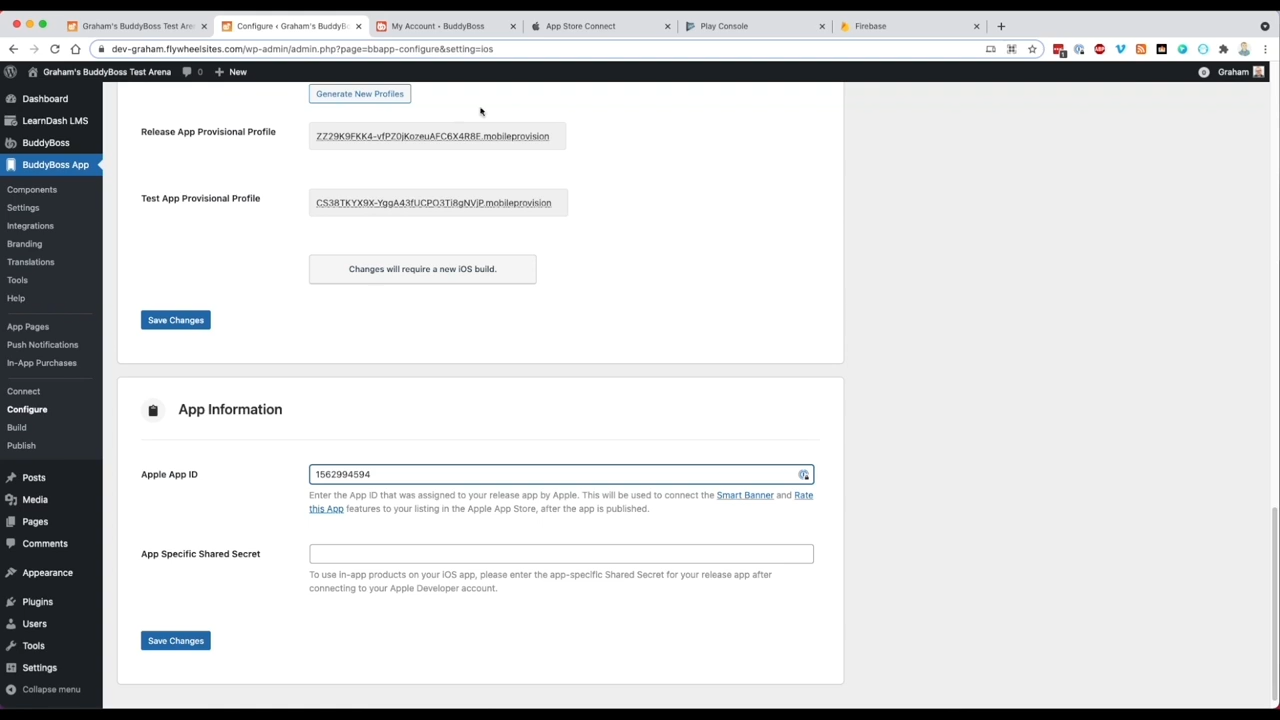 Graham's BuddyBoss Test Are
Configure ‹ Graham's BuddyB
My Account - BuddyBoss
App Store Connect
Play Console
Firebase
dev-graham.flywheelsites.com/wp-admin/admin.php?page=bbapp-configure&setting=ios
Graham's BuddyBoss Test Arena
0
New
0
Graham
Dashboard
LearnDash LMS
BuddyBoss
BuddyBoss App
Components
Settings
Integrations
Branding
Translations
Tools
Help
App Pages
Push Notifications
In-App Purchases
Connect
Configure
Build
Publish
Posts
Media
Pages
Comments
Appearance
Plugins
Users
Tools
Settings
Collapse menu
Generate New Profiles
Release App Provisional Profile
ZZ29K9FKK4-vfPZ0jKozeuAFC6X4R8E.mobileprovision
Test App Provisional Profile
CS38TKYX9X-YggA43fUCPO3Ti8gNVjP.mobileprovision
Changes will require a new iOS build.
Save Changes
App Information
Apple App ID
1562994594
Enter the App ID that was assigned to your release app by Apple. This will be used to connect the Smart Banner and Rate
this App features to your listing in the Apple App Store, after the app is published.
App Specific Shared Secret
To use in-app products on your iOS app, please enter the app-specific Shared Secret for your release app after
connecting to your Apple Developer account.
Save Changes